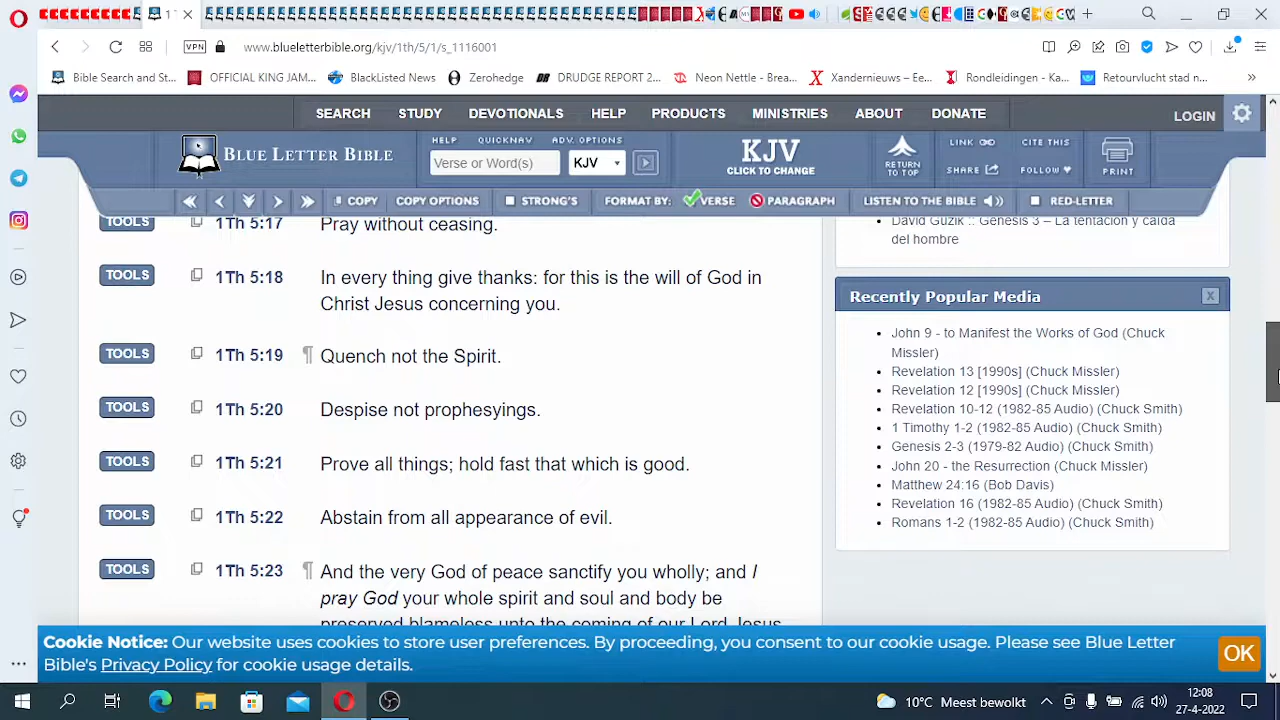 1
www.blueletterbible.org/kjv/1th/5/1/s_1116001
VPN
Bible Search and St...
OFFICIAL KING JAM...
BlackListed News
Zerohedge
DRUDGE REPORT 2...
Neon Nettle - Brea...
Xandernieuws – Ee...
Rondleidingen - Ka...
Retourvlucht stad n...
»
SEARCH
STUDY
DEVOTIONALS
HELP
PRODUCTS
MINISTRIES
ABOUT
DONATE
LOGIN
BLUE LETTER BIBLE
HELP
QUICKNAV
ADV. OPTIONS
Verse or Word(s)
KJV
KJV
CLICK TO CHANGE
RETURN
TO TOP
LINK
CITE THIS
SHARE
FOLLOW
PRINT
COPY
COPY OPTIONS
STRONG'S
FORMAT BY:
VERSE
PARAGRAPH
LISTEN TO THE BIBLE
RED-LETTER
TOOLS
1Th 5:17
Pray without ceasing.
TOOLS
1Th 5:18
In every thing give thanks: for this is the will of God in
Christ Jesus concerning you.
TOOLS
1Th 5:19
¶ Quench not the Spirit.
TOOLS
1Th 5:20
Despise not prophesyings.
TOOLS
1Th 5:21
Prove all things; hold fast that which is good.
TOOLS
1Th 5:22
Abstain from all appearance of evil.
TOOLS
1Th 5:23
¶ And the very God of peace sanctify you wholly; and I
pray God your whole spirit and soul and body be
preserved blameless unto the coming of our Lord Jesus
David Guzik :: Génesis 3 – La tentación y caída
del hombre
Recently Popular Media
X
John 9 - to Manifest the Works of God (Chuck
Missler)
Revelation 13 [1990s] (Chuck Missler)
Revelation 12 [1990s] (Chuck Missler)
Revelation 10-12 (1982-85 Audio) (Chuck Smith)
1 Timothy 1-2 (1982-85 Audio) (Chuck Smith)
Genesis 2-3 (1979-82 Audio) (Chuck Smith)
John 20 - the Resurrection (Chuck Missler)
Matthew 24:16 (Bob Davis)
Revelation 16 (1982-85 Audio) (Chuck Smith)
Romans 1-2 (1982-85 Audio) (Chuck Smith)
Cookie Notice: Our website uses cookies to store user preferences. By proceeding, you consent to our cookie usage. Please see Blue Letter
Bible's Privacy Policy for cookie usage details.
OK
10°C Meest bewolkt
12:08
27-4-2022